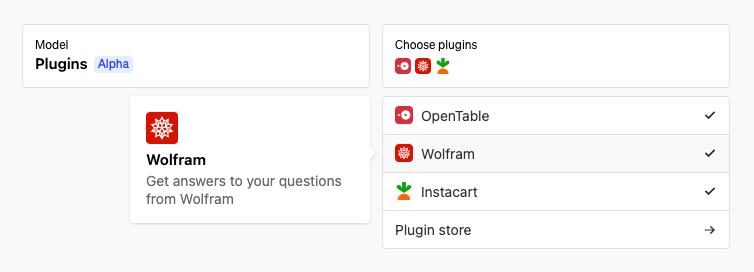 Model
Plugins Alpha
Choose plugins
Wolfram
Get answers to your questions
from Wolfram
OpenTable
Wolfram
Instacart
Plugin store